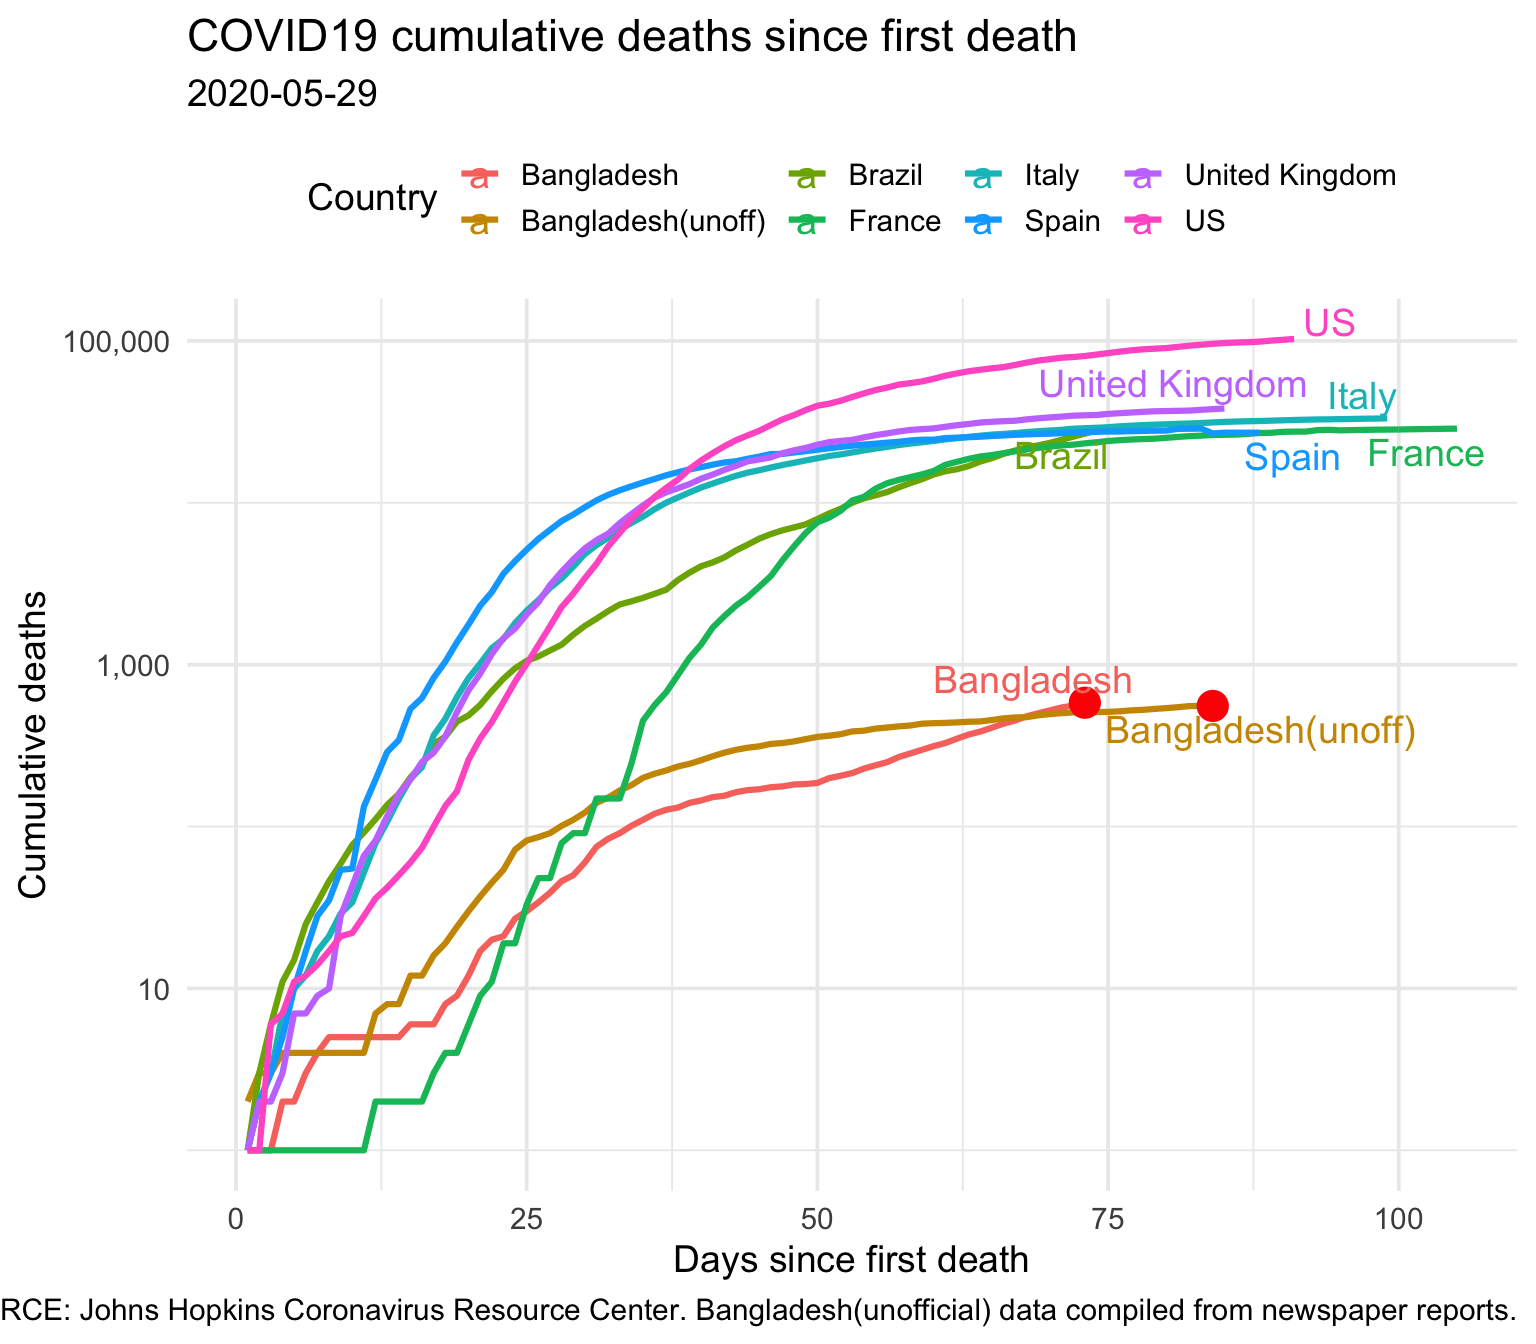 COVID19 cumulative deaths since first death
2020-05-29
Country
a Bangladesh a Brazil a Italy a United Kingdom
a Bangladesh(unoff) a France a Spain a US
100,000
1,000
10
Cumulative deaths
US
United Kingdom
Italy
Brazil
Spain
France
Bangladesh
Bangladesh(unoff)
0 25 50 75 100
Days since first death
RCE: Johns Hopkins Coronavirus Resource Center. Bangladesh(unofficial) data compiled from newspaper reports.